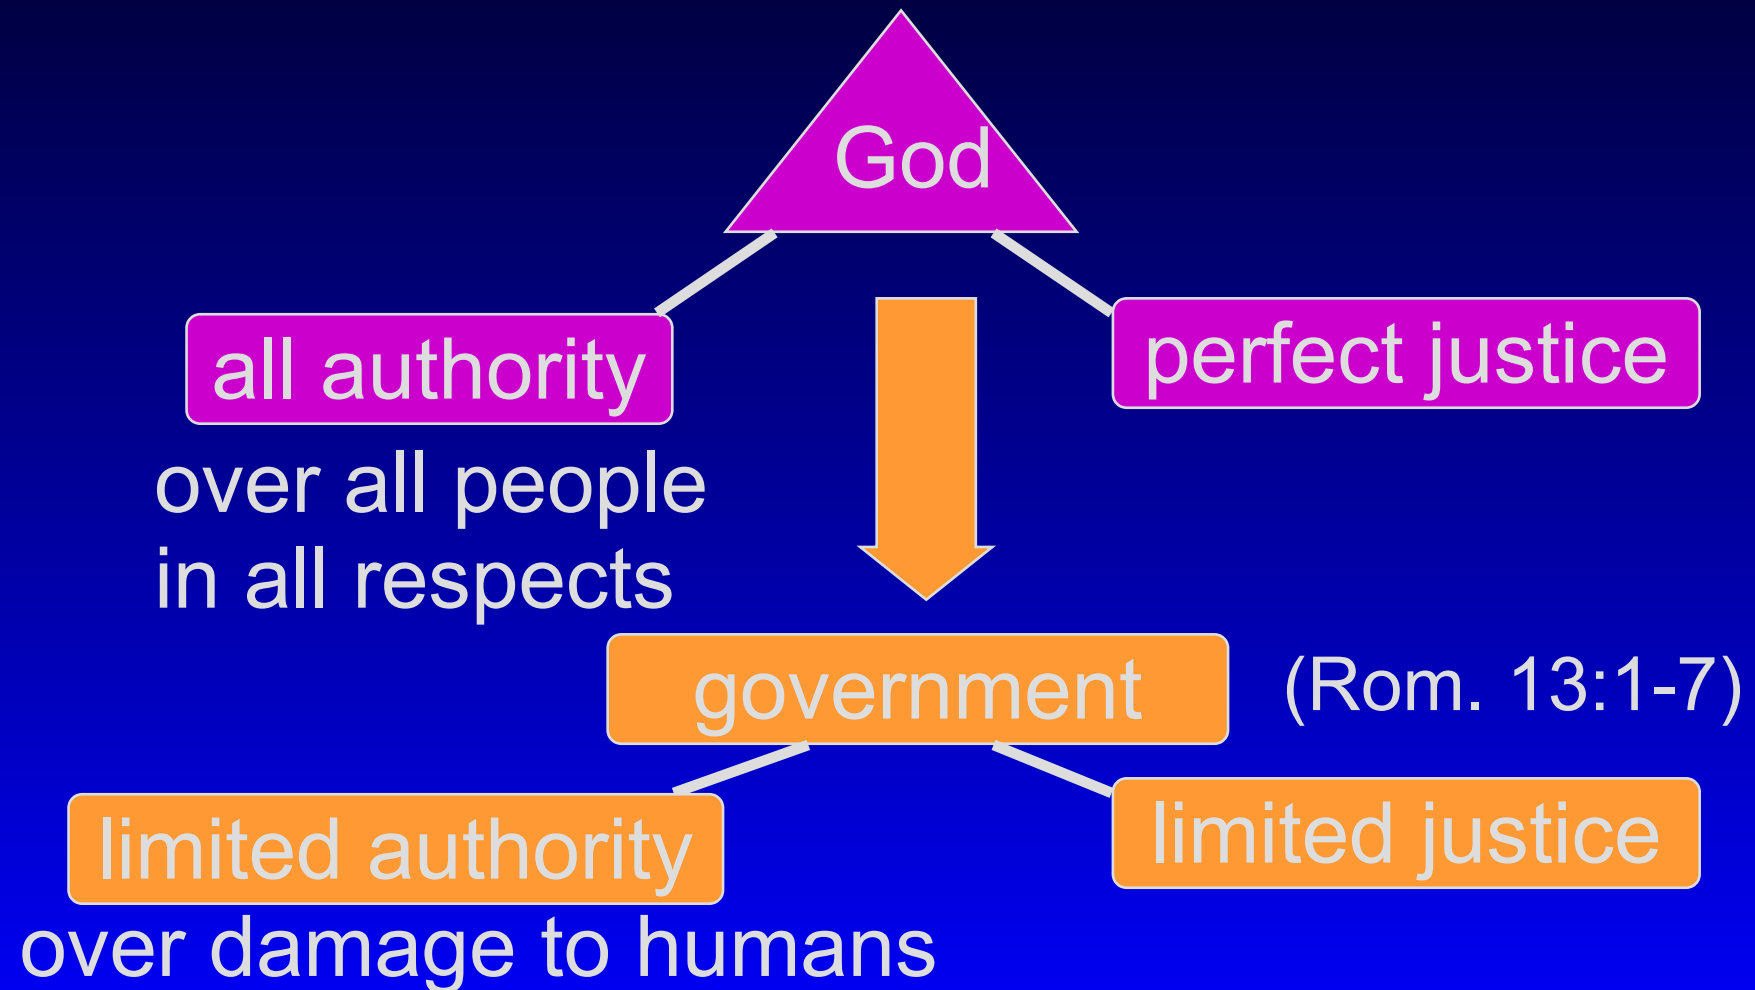 God
all authority
perfect justice
over all people
in all respects
government
(Rom. 13:1-7)
limited authority
limited justice
over damage to humans